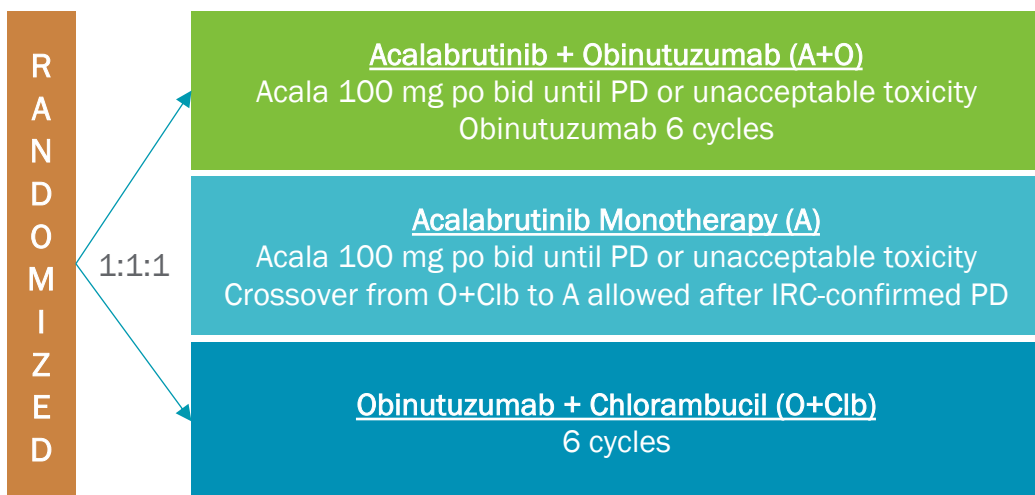 RANDOMIZED
1:1:1
Acalabrutinib + Obinutuzumab (A+O)
Acala 100 mg po bid until PD or unacceptable toxicity
Obinutuzumab 6 cycles
Acalabrutinib Monotherapy (A)
Acala 100 mg po bid until PD or unacceptable toxicity
Crossover from O+Clb to A allowed after IRC-confirmed PD
Obinutuzumab + Chlorambucil (O+Clb)
6 cycles